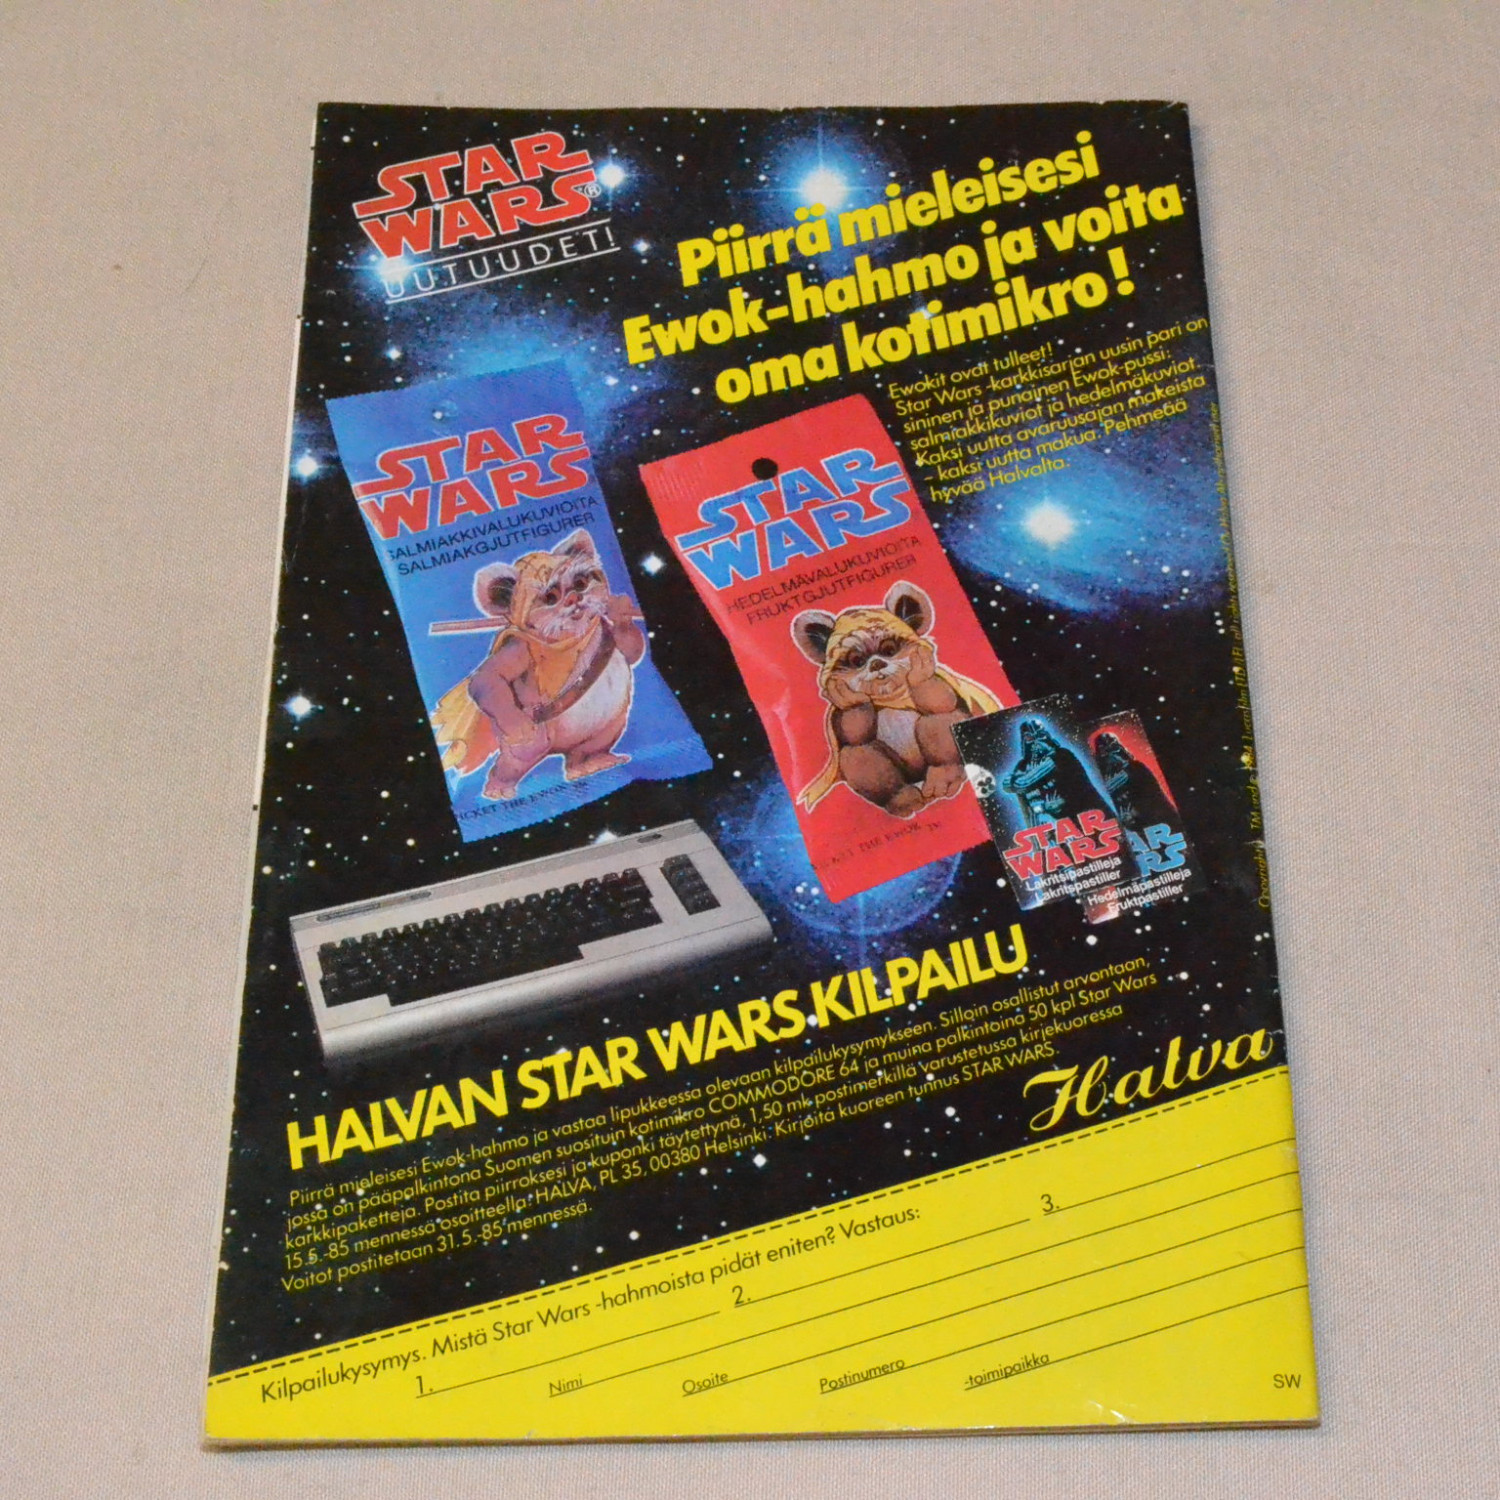 STAR
WARS®
UUTUUDET!
Piirrä mieleisesi
Ewok-hahmo ja voita
oma kotimikro!
Ewokit ovat tulleet!
Star Wars -karkkisarjan uusin pari on
sininen ja punainen Ewok-pussi:
salmiakkikuviot ja hedelmäkuviot.
Kaksi uutta avaruusajan makeista
– kaksi uutta makua. Pehmeää
hyvää Halvalta.
STAR
WARS
SALMIAKKIVALUKUVIOITA
SALMIAKGJUTFIGURER
WICKET THE EWOK TM
STAR
WARS
HEDELMÄVALUKUVIOITA
FRUKTGJUTFIGURER
THE EWOK TM
STAR
WARS
Lakritsipastilleja
Lakritspastiller
Hedelmäpastilleja
Fruktpastiller
HALVAN STAR WARS KILPAILU
Piirrä mieleisesi Ewok-hahmo ja vastaa lipukkeessa olevaan kilpailukysymykseen. Silloin osallistut arvontaan,
jossa on pääpalkintona Suomen suosituin kotimikro COMMODORE 64 ja muina palkintoina 50 kpl Star Wars
karkkipaketteja. Postita piirroksesi ja kuponki täytettynä, 1,50 mk postimerkillä varustetussa kirjekuoressa
15.5.-85 mennessä osoitteella: HALVA, PL 35, 00380 Helsinki. Kirjoita kuoreen tunnus STAR WARS.
Voitot postitetaan 31.5.-85 mennessä.
Halva
Kilpailukysymys. Mistä Star Wars -hahmoista pidät eniten? Vastaus:
1. 2. 3.
Nimi Osoite Postinumero -toimipaikka
SW